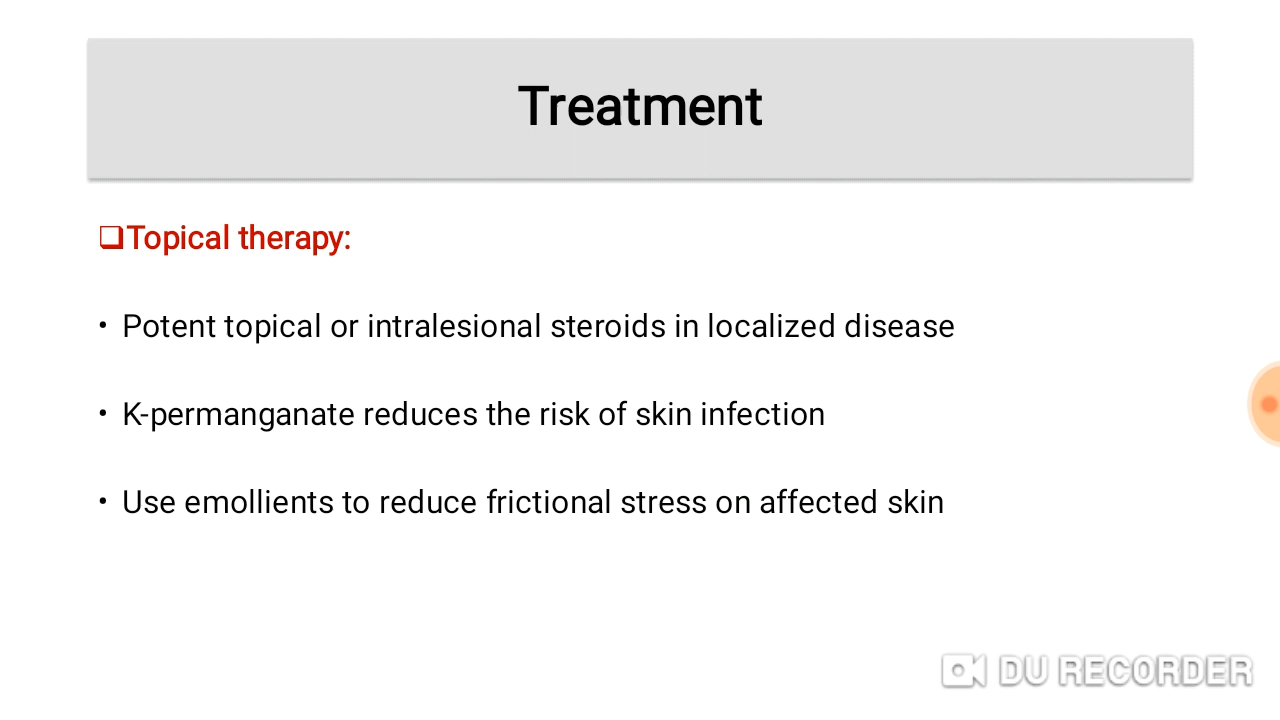 Treatment
❑Topical therapy:
• Potent topical or intralesional steroids in localized disease
• K-permanganate reduces the risk of skin infection
• Use emollients to reduce frictional stress on affected skin
DU RECORDER